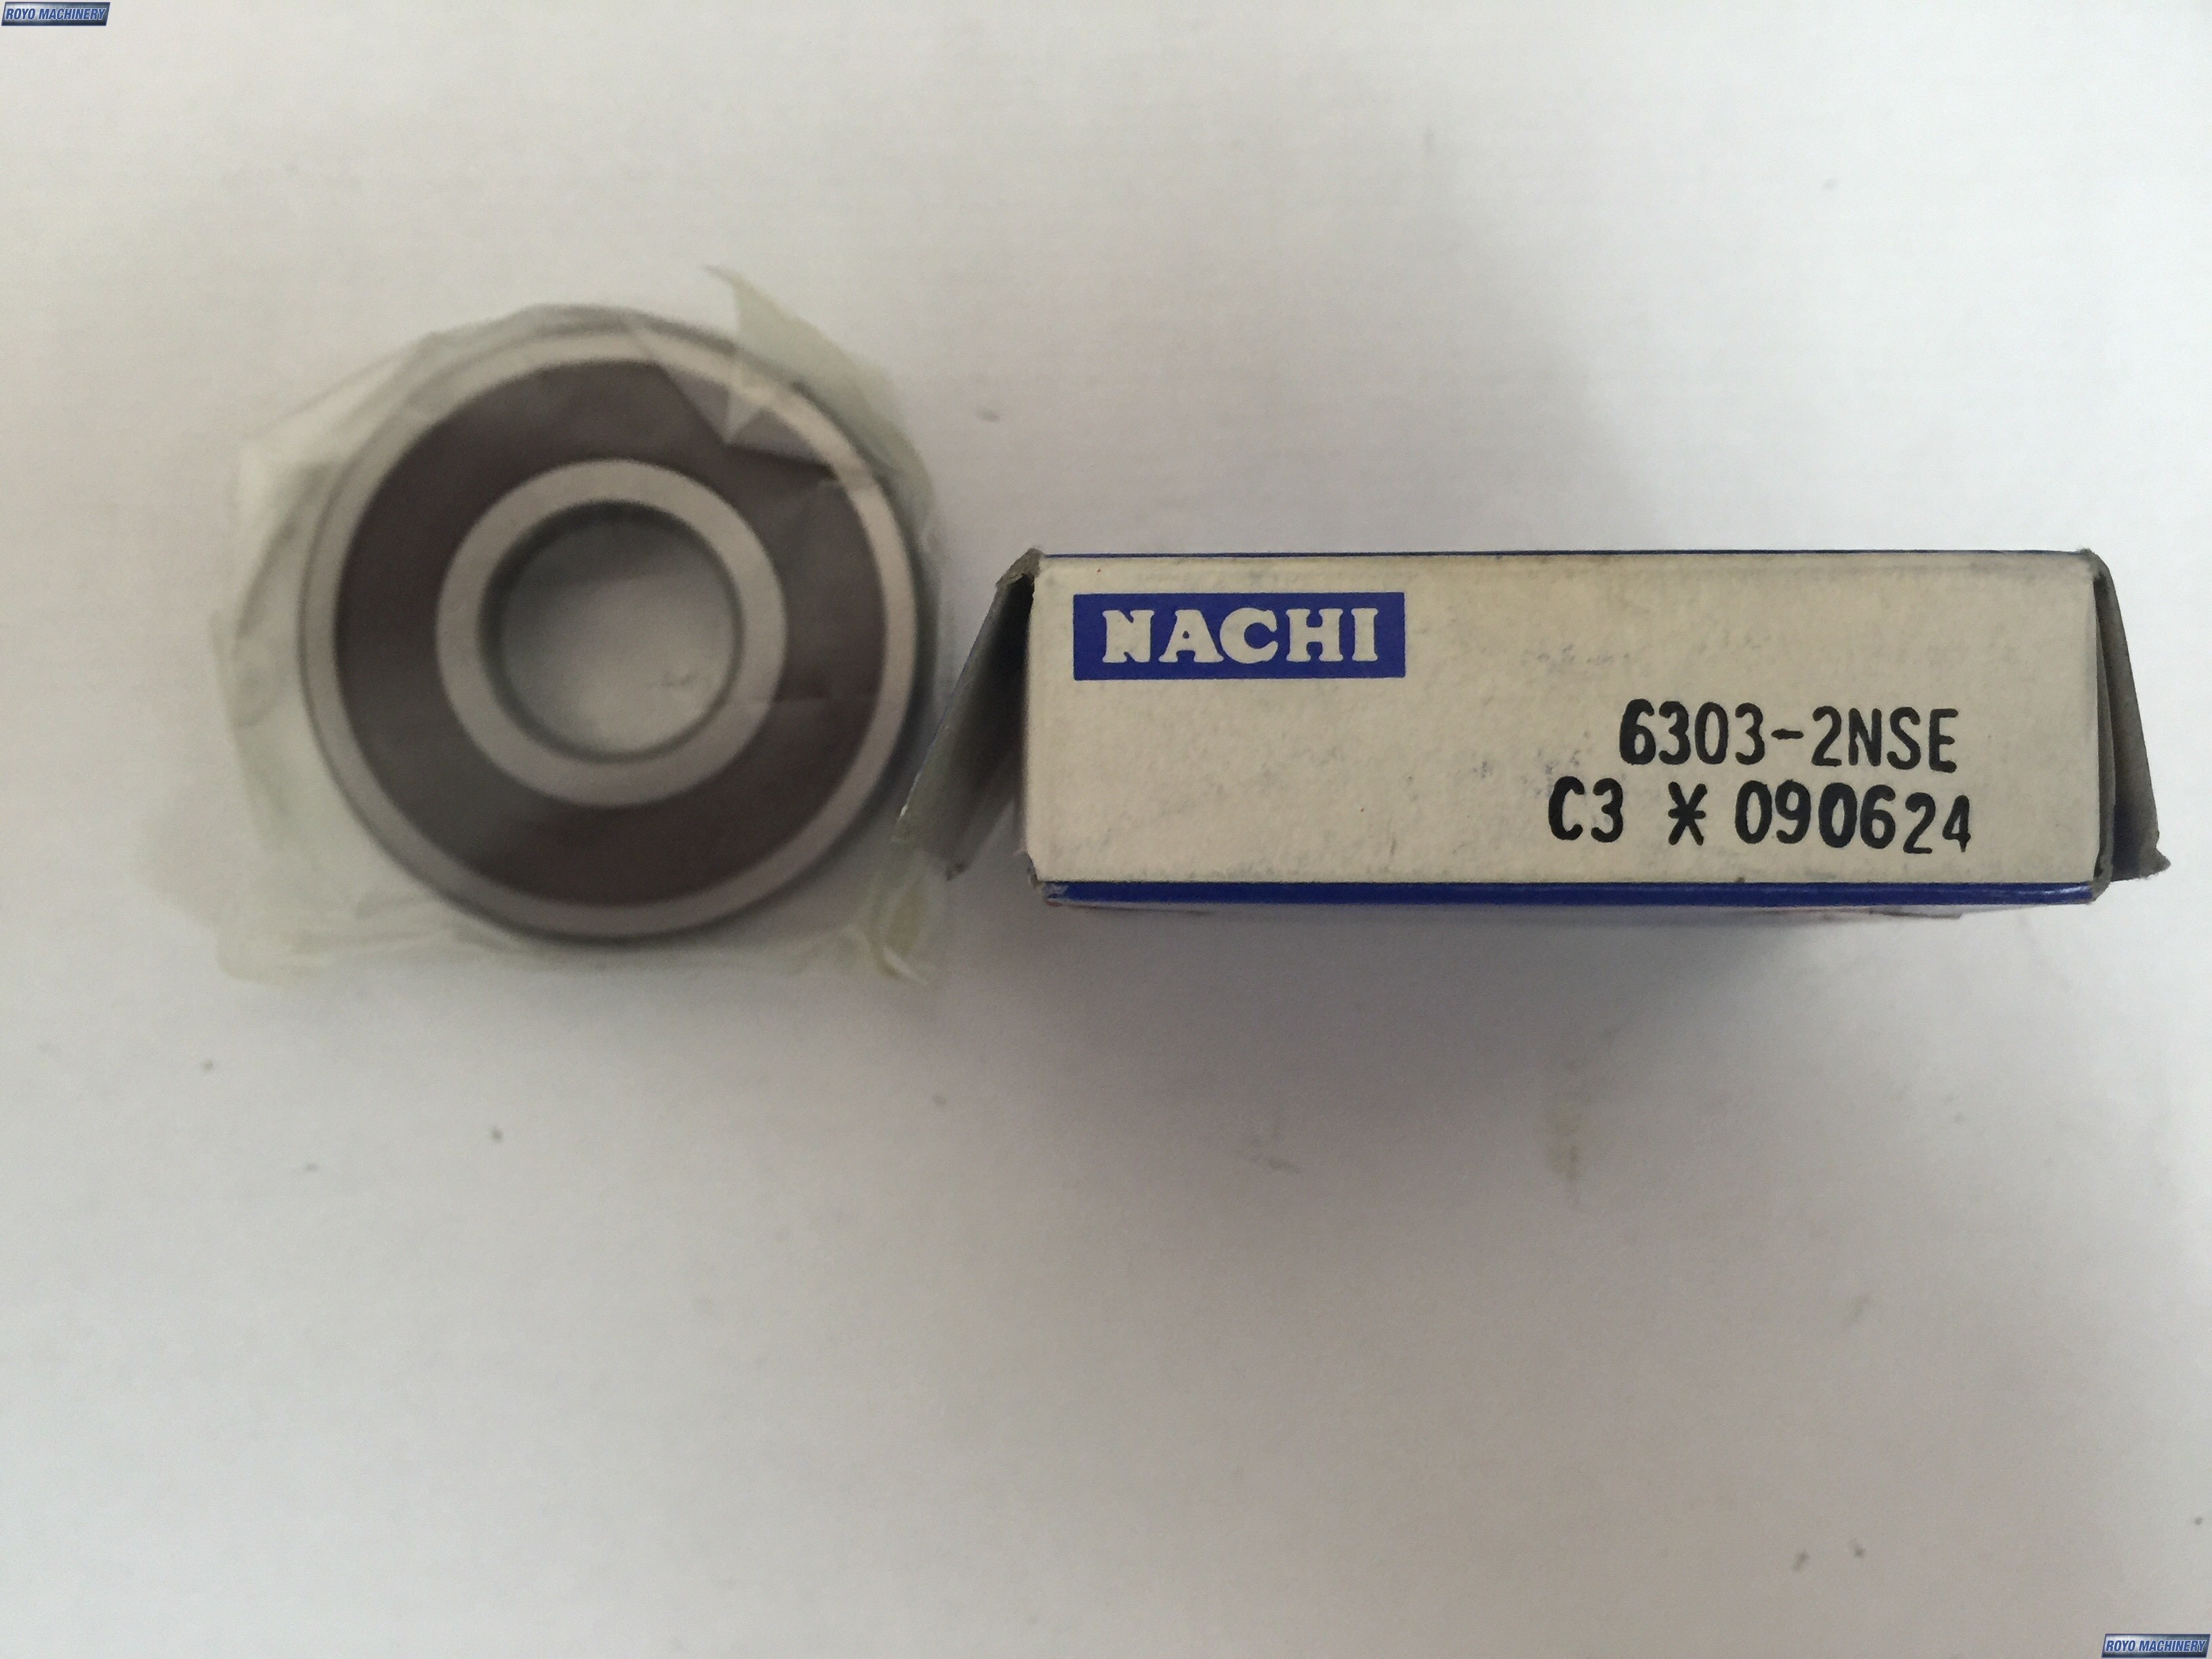 ROYO MACHINERY
NACHI
6303-2NSE
C3 * 090624
ROYO MACHINERY